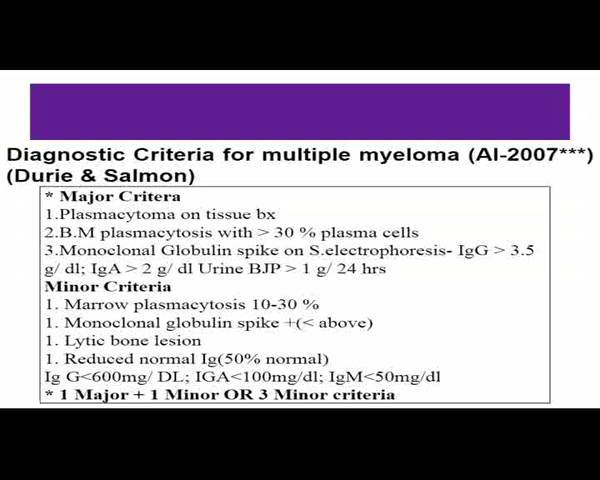 Diagnostic Criteria for multiple myeloma (AI-2007***)
(Durie & Salmon)
* Major Critera
1.Plasmacytoma on tissue bx
2.B.M plasmacytosis with > 30 % plasma cells
3.Monoclonal Globulin spike on S.electrophoresis- IgG > 3.5
g/ dl; IgA > 2 g/ dl Urine BJP > 1 g/ 24 hrs
Minor Criteria
1. Marrow plasmacytosis 10-30 %
1. Monoclonal globulin spike +(< above)
1. Lytic bone lesion
1. Reduced normal Ig(50% normal)
Ig G<600mg/ DL; IGA<100mg/dl; IgM<50mg/dl
* 1 Major + 1 Minor OR 3 Minor criteria